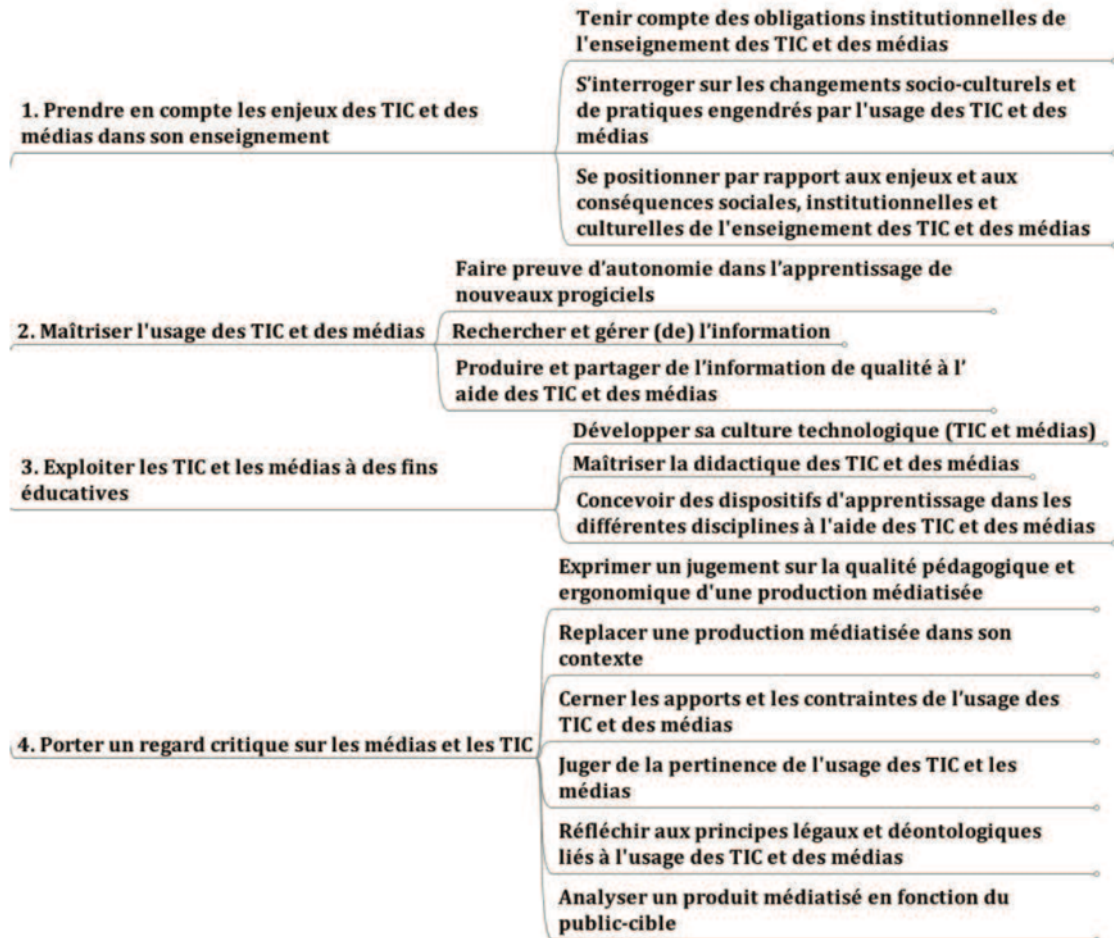 Tenir compte des obligations institutionnelles de
l'enseignement des TIC et des médias
1. Prendre en compte les enjeux des TIC et des
médias dans son enseignement
S'interroger sur les changements socio-culturels et
de pratiques engendrés par l'usage des TIC et des
médias
Se positionner par rapport aux enjeux et aux
conséquences sociales, institutionnelles et
culturelles de l'enseignement des TIC et des médias
2. Maîtriser l'usage des TIC et des médias
Faire preuve d'autonomie dans l'apprentissage de
nouveaux progiciels
Rechercher et gérer (de) l'information
Produire et partager de l'information de qualité à l'
aide des TIC et des médias
3. Exploiter les TIC et les médias à des fins
éducatives
Développer sa culture technologique (TIC et médias)
Maîtriser la didactique des TIC et des médias
Concevoir des dispositifs d'apprentissage dans les
différentes disciplines à l'aide des TIC et des médias
4. Porter un regard critique sur les médias et les TIC
Exprimer un jugement sur la qualité pédagogique et
ergonomique d'une production médiatisée
Replacer une production médiatisée dans son
contexte
Cerner les apports et les contraintes de l'usage des
TIC et des médias
Juger de la pertinence de l'usage des TIC et les
médias
Réfléchir aux principes légaux et déontologiques
liés à l'usage des TIC et des médias
Analyser un produit médiatisé en fonction du
public-cible